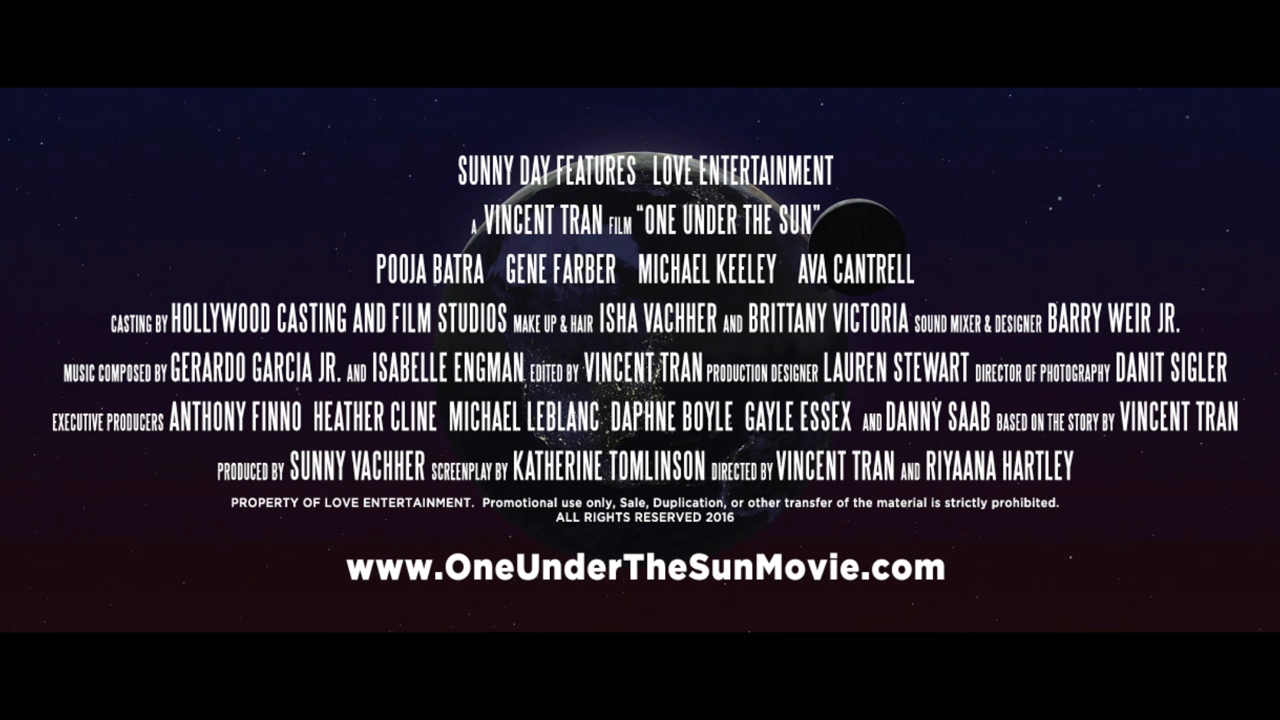 SUNNY DAY FEATURES LOVE ENTERTAINMENT
A VINCENT TRAN FILM "ONE UNDER THE SUN"
POOJA BATRA GENE FARBER MICHAEL KEELEY AVA CANTRELL
CASTING BY HOLLYWOOD CASTING AND FILM STUDIOS MAKE UP & HAIR ISHA VACHHER AND BRITTANY VICTORIA SOUND MIXER & DESIGNER BARRY WEIR JR.
MUSIC COMPOSED BY GERARDO GARCIA JR. AND ISABELLE ENGMAN EDITED BY VINCENT TRAN PRODUCTION DESIGNER LAUREN STEWART DIRECTOR OF PHOTOGRAPHY DANIT SIGLER
EXECUTIVE PRODUCERS ANTHONY FINNO HEATHER CLINE MICHAEL LEBLANC DAPHNE BOYLE GAYLE ESSEX AND DANNY SAAB BASED ON THE STORY BY VINCENT TRAN
PRODUCED BY SUNNY VACHHER SCREENPLAY BY KATHERINE TOMLINSON DIRECTED BY VINCENT TRAN AND RIYAANA HARTLEY
PROPERTY OF LOVE ENTERTAINMENT. Promotional use only, Sale, Duplication, or other transfer of the material is strictly prohibited.
ALL RIGHTS RESERVED 2016
www.OneUnderTheSunMovie.com